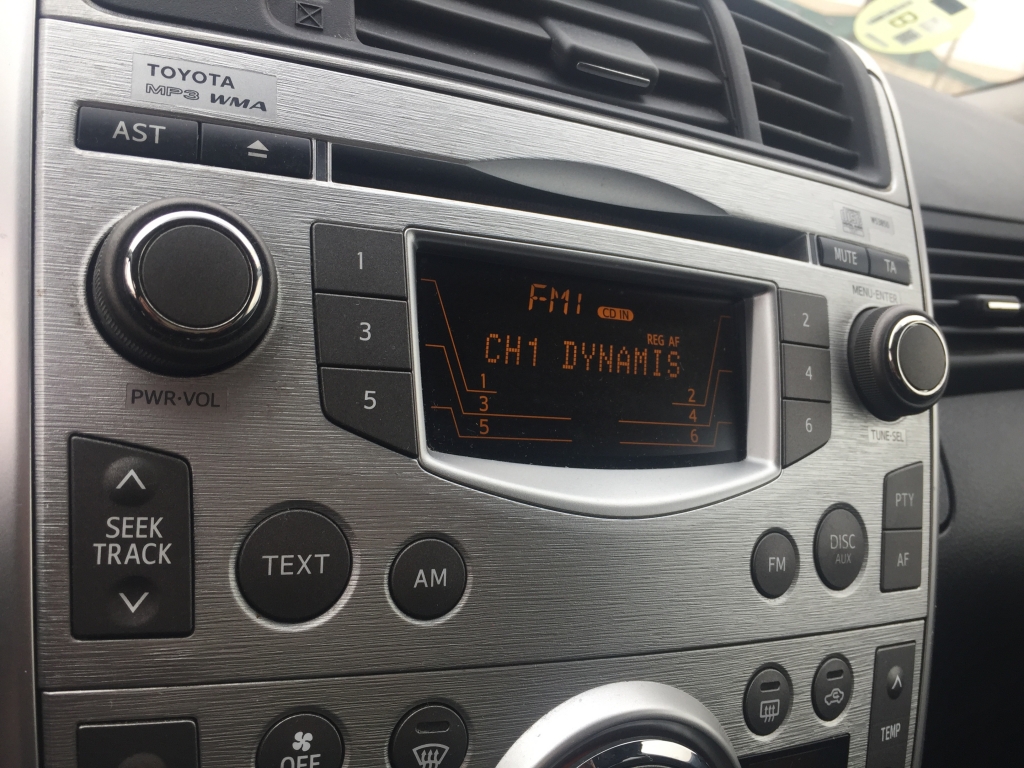 B
TOYOTA
MP3 WMA
AST
MUTE
TA
MENU·ENTER
1
3
5
FM1 CD IN
REG AF
CH1 DYNAMIS
1
3
5
2
4
6
2
4
6
PWR·VOL
TUNE·SEL
SEEK
TRACK
TEXT
AM
FM
DISC
AUX
PTY
AF
OFF
TEMP